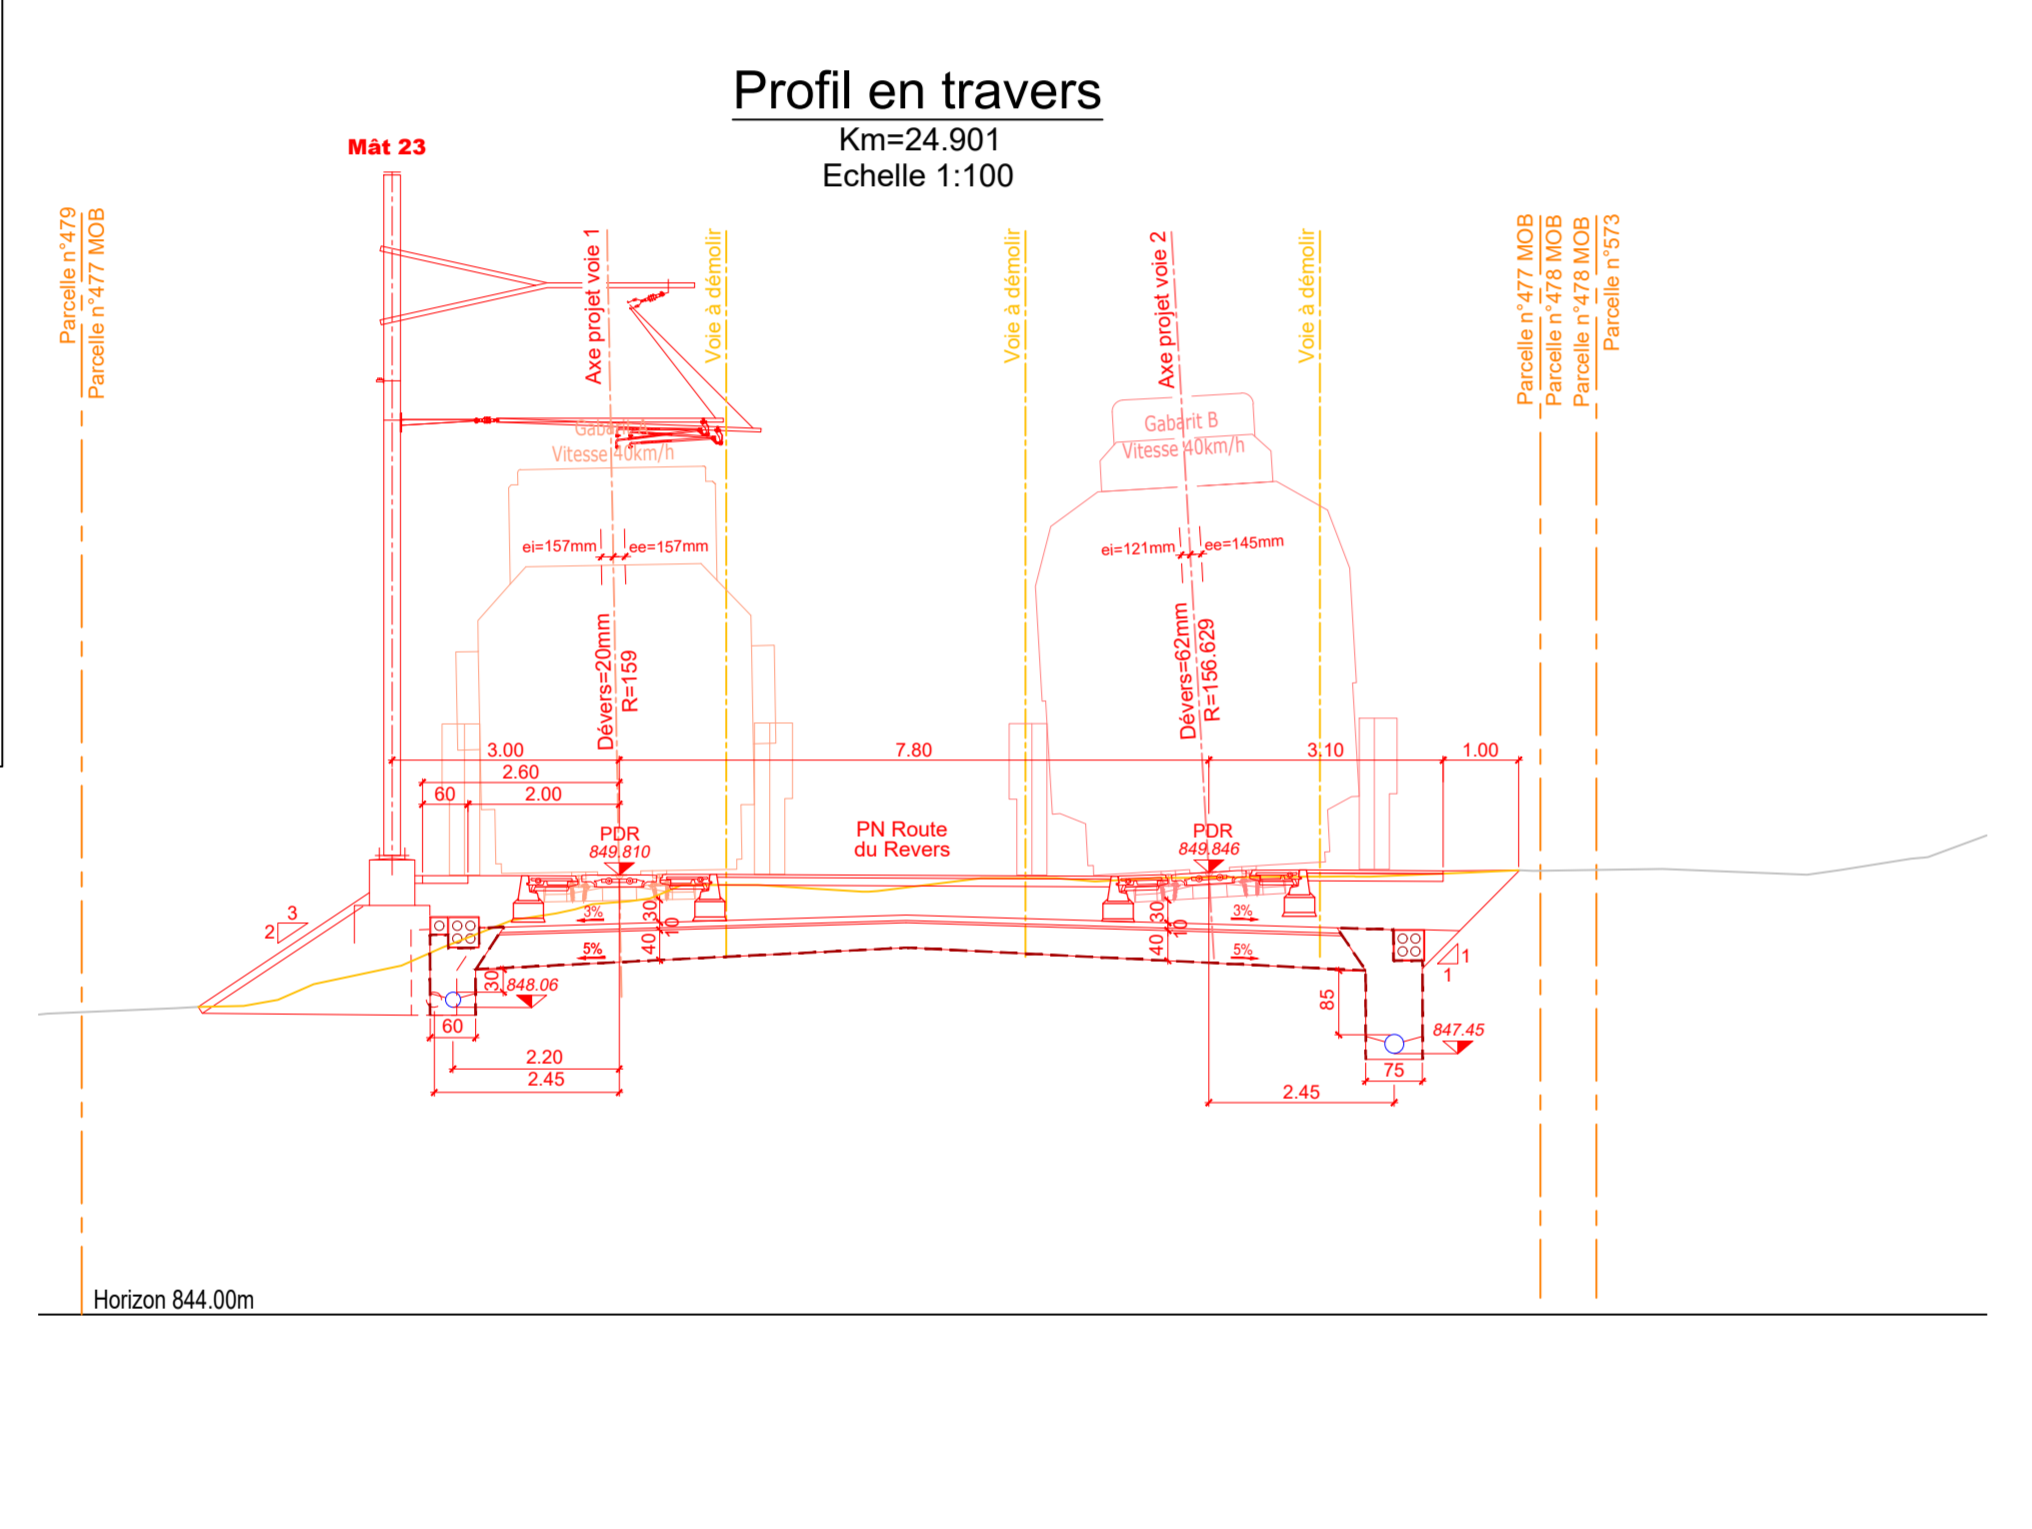 Profil en travers
Km=24.901
Echelle 1:100
Mât 23
Parcelle n°479
Parcelle n°477 MOB
Axe projet voie 1
Voie à démolir
Voie à démolir
Axe projet voie 2
Voie à démolir
Parcelle n°477 MOB
Parcelle n°478 MOB
Parcelle n°478 MOB
Parcelle n°573
Vitesse 40km/h
Gabarit B
Vitesse 40km/h
ei=157mm
ee=157mm
ei=121mm
ee=145mm
Dévers=20mm
R=159
Dévers=62mm
R=156.629
3.00
7.80
3.10
1.00
2.60
60
2.00
PDR
849.810
PN Route
du Revers
PDR
849.846
3
2
3%
30
10
40
5%
30
10
40
3%
5%
1
1
30
848.06
60
2.20
2.45
85
847.45
75
2.45
Horizon 844.00m